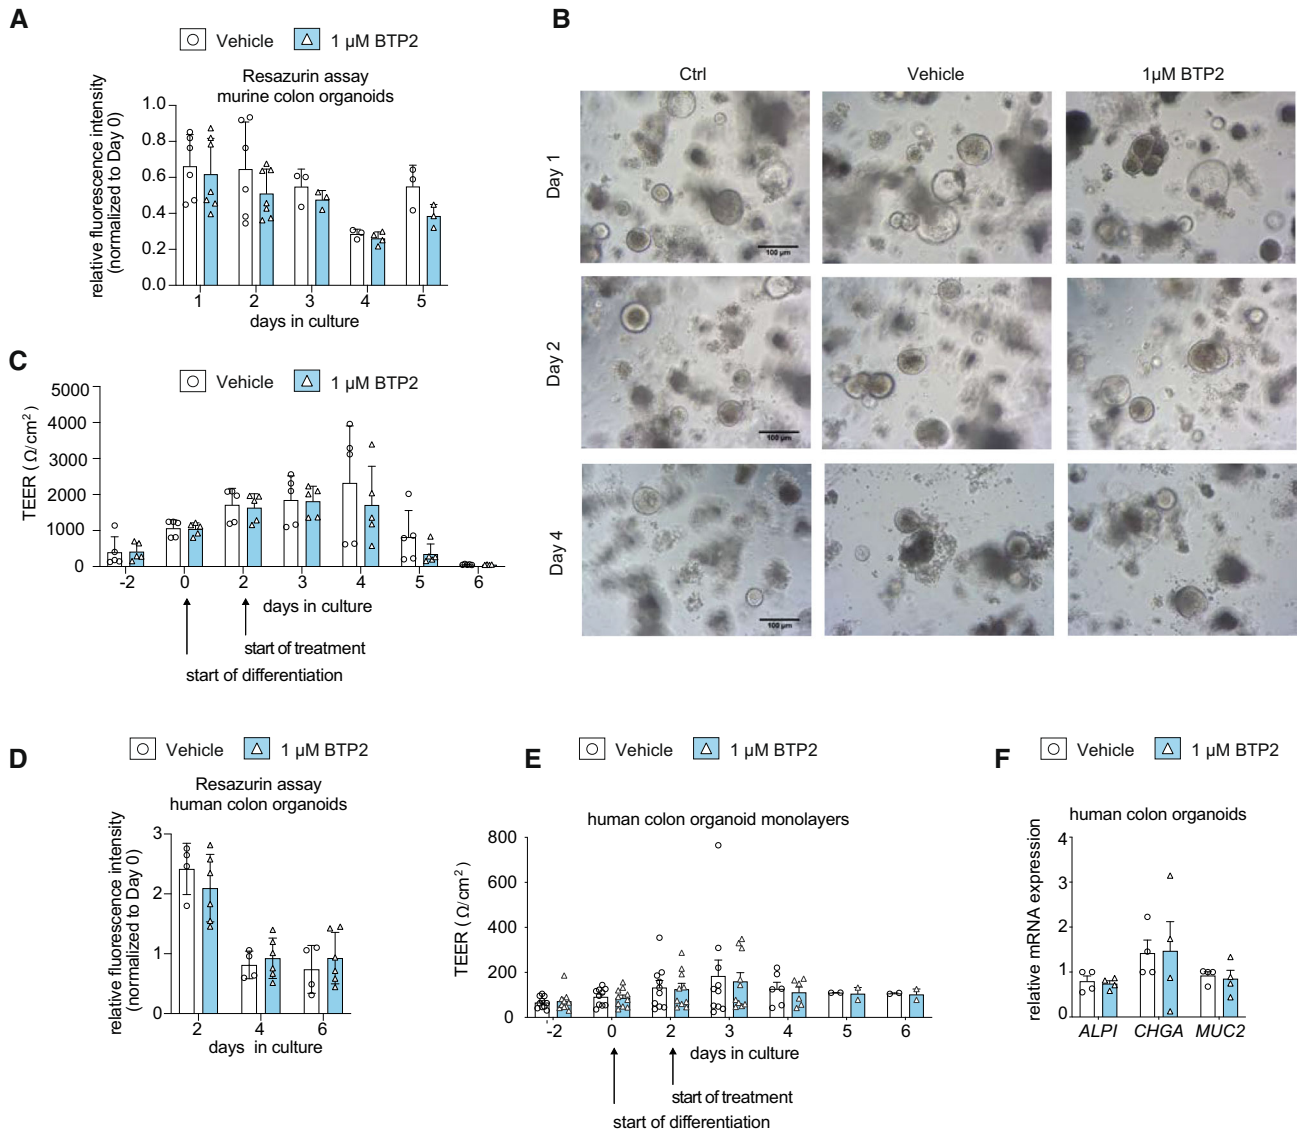 A
Vehicle
1 µM BTP2
Resazurin assay
murine colon organoids
relative fluorescence intensity
(normalized to Day 0)
1.0
0.8
0.6
0.4
0.2
0.0
1 2 3 4 5
days in culture
B
Ctrl
Vehicle
1µM BTP2
Day 1
100 µm
Day 2
100 µm
Day 4
100 µm
C
Vehicle
1 µM BTP2
TEER ( Ω/cm²)
5000
4000
3000
2000
1000
0
-2 0 2 3 4 5 6
days in culture
start of treatment
start of differentiation
D
Vehicle
1 µM BTP2
Resazurin assay
human colon organoids
relative fluorescence intensity
(normalized to Day 0)
3
2
1
0
2 4 6
days in culture
E
Vehicle
1 µM BTP2
human colon organoid monolayers
TEER ( Ω/cm²)
800
600
400
200
0
-2 0 2 3 4 5 6
days in culture
start of treatment
start of differentiation
F
Vehicle
1 µM BTP2
human colon organoids
relative mRNA expression
4
3
2
1
0
ALPI CHGA MUC2